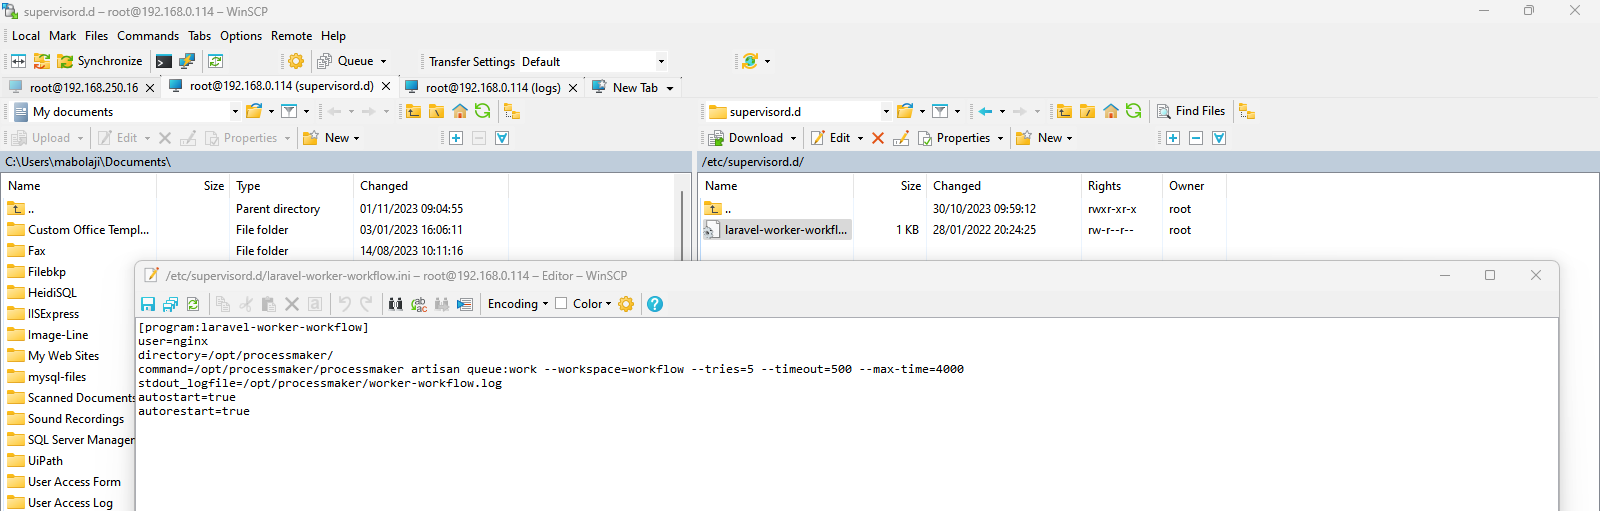 supervisord.d – root@192.168.0.114 – WinSCP
Local Mark Files Commands Tabs Options Remote Help
Synchronize Queue Transfer Settings Default
root@192.168.250.16 root@192.168.0.114 (supervisord.d) root@192.168.0.114 (logs) New Tab
My documents
Upload Edit Properties New
C:\Users\mabolaji\Documents\
Name Size Type Changed
.. Parent directory 01/11/2023 09:04:55
Custom Office Templ... File folder 03/01/2023 16:06:11
Fax File folder 14/08/2023 10:11:16
Filebkp
HeidiSQL
IISExpress
Image-Line
My Web Sites
mysql-files
Scanned Documents
Sound Recordings
SQL Server Manager
UiPath
User Access Form
User Access Log
supervisord.d Find Files
Download Edit Properties New
/etc/supervisord.d/
Name Size Changed Rights Owner
.. 30/10/2023 09:59:12 rwxr-xr-x root
laravel-worker-workfl... 1 KB 28/01/2022 20:24:25 rw-r--r-- root
/etc/supervisord.d/laravel-worker-workflow.ini – root@192.168.0.114 – Editor – WinSCP
Encoding Color
[program:laravel-worker-workflow]
user=nginx
directory=/opt/processmaker/
command=/opt/processmaker/processmaker artisan queue:work --workspace=workflow --tries=5 --timeout=500 --max-time=4000
stdout_logfile=/opt/processmaker/worker-workflow.log
autostart=true
autorestart=true